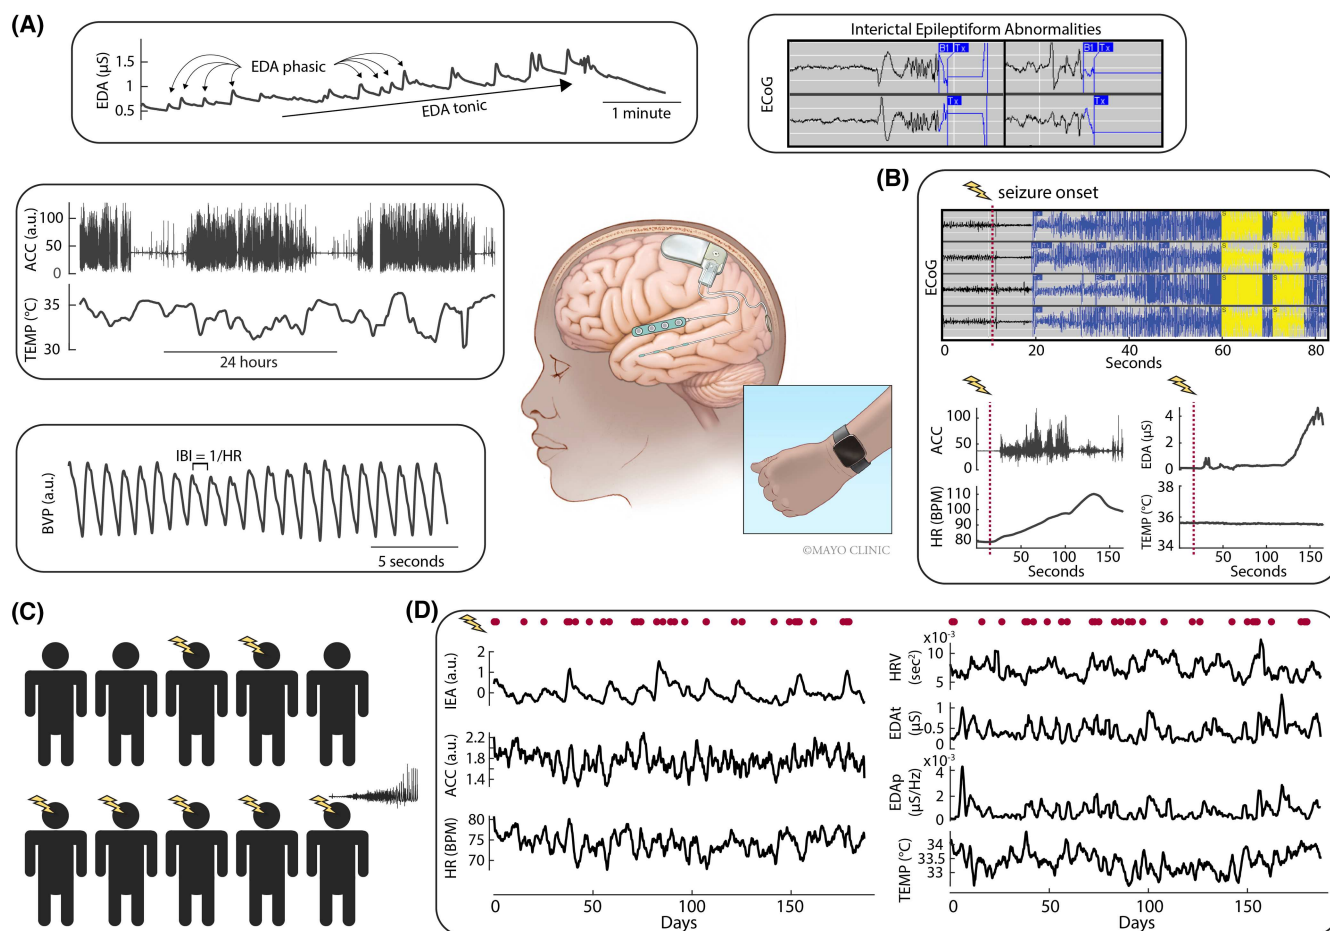 (A)
EDA (µS)
1.5
1
0.5
EDA phasic
EDA tonic
1 minute
Interictal Epileptiform Abnormalities
ECoG
B1 Tx
B1 Tx
Tx
Tx
ACC (a.u.)
100
50
0
TEMP (°C)
35
30
24 hours
BVP (a.u.)
IBI = 1/HR
5 seconds
©MAYO CLINIC
(B)
seizure onset
ECoG
S S
S S
S S
S S
0 20 40 60 80
Seconds
ACC
100
50
0
HR (BPM)
110
100
90
80
50 100 150
Seconds
EDA (µS)
4
2
0
TEMP (°C)
38
36
34
0 50 100 150
Seconds
(C)
(D)
IEA (a.u.)
2
1
0
ACC (a.u.)
2.2
1.8
1.4
HR (BPM)
80
75
70
0 50 100 150
Days
HRV
(sec²)
x10⁻³
10
5
EDAt
(µS)
1
0.5
0
EDAp
(µS/Hz)
x10⁻³
4
2
0
TEMP (°C)
34
33.5
33
0 50 100 150
Days